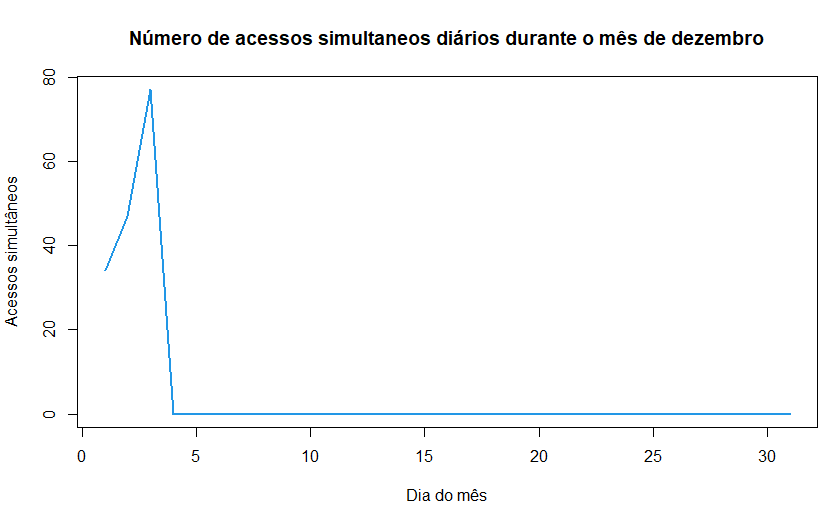 Número de acessos simultaneos diários durante o mês de dezembro
Acessos simultâneos
80
60
40
20
0
0 5 10 15 20 25 30
Dia do mês